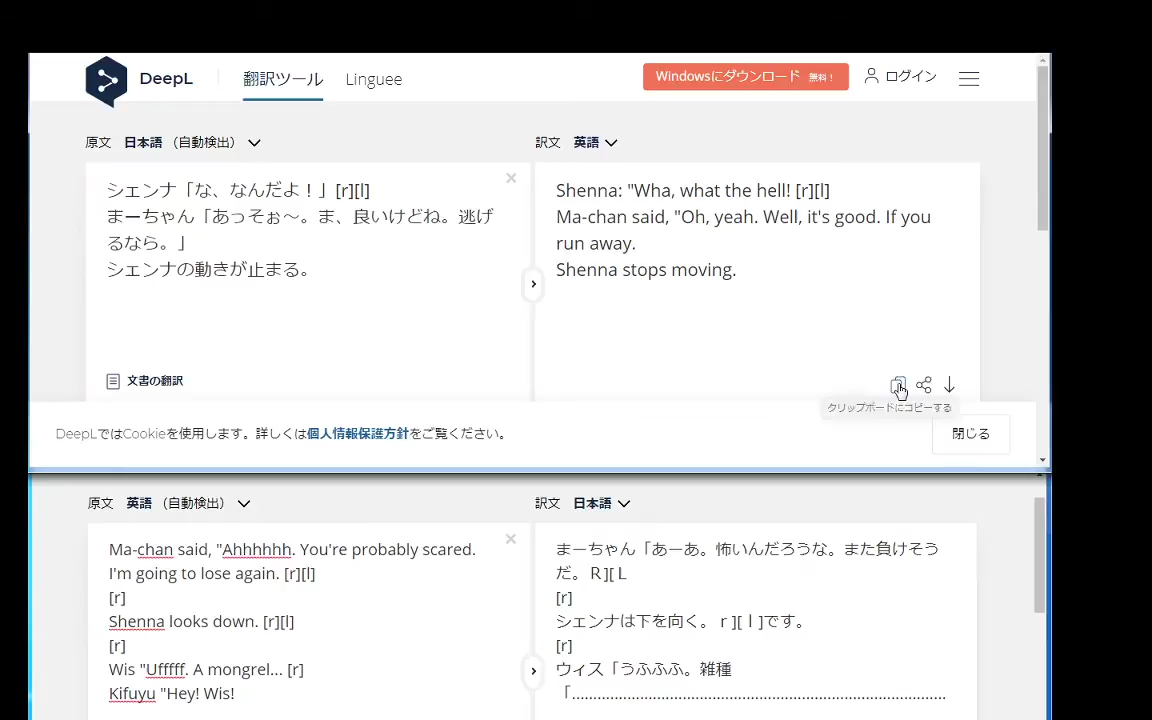 DeepL 翻訳ツール Linguee Windowsにダウンロード 無料！ ログイン
原文 日本語 （自動検出） 訳文 英語
シェンナ「な、なんだよ！」[r][l]
まーちゃん「あっそぉ～。ま、良いけどね。逃げ
るなら。」
シェンナの動きが止まる。
Shenna: "Wha, what the hell! [r][l]
Ma-chan said, "Oh, yeah. Well, it's good. If you
run away.
Shenna stops moving.
文書の翻訳
クリップボードにコピーする
DeepLではCookieを使用します。詳しくは個人情報保護方針をご覧ください。
閉じる
原文 英語 （自動検出） 訳文 日本語
Ma-chan said, "Ahhhhhh. You're probably scared.
I'm going to lose again. [r][l]
[r]
Shenna looks down. [r][l]
[r]
Wis "Ufffff. A mongrel... [r]
Kifuyu "Hey! Wis!
まーちゃん「あーあ。怖いんだろうな。また負けそう
だ。Ｒ][Ｌ
[r]
シェンナは下を向く。ｒ][ｌ]です。
[r]
ウィス「うふふふ。雑種
「.....................................................................................